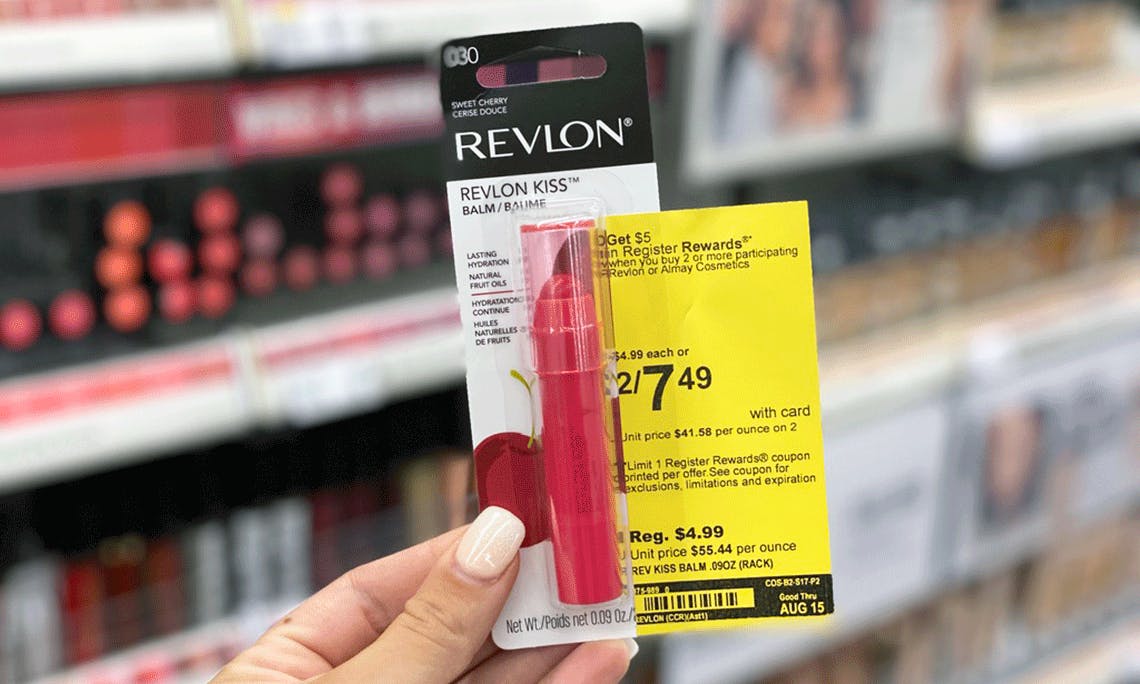 030
SWEET CHERRY
CERISE DOUCE
REVLON®
REVLON KISS™
BALM / BAUME
LASTING
HYDRATION
NATURAL
FRUIT OILS
HYDRATATION
CONTINUE
HUILES
NATURELLES
DE FRUITS
Net Wt./Poids net 0.09 Oz./
Get $5
in Register Rewards®*
when you buy 2 or more participating
Revlon or Almay Cosmetics
$4.99 each or
2/7 49
with card
Unit price $41.58 per ounce on 2
*Limit 1 Register Rewards® coupon
printed per offer. See coupon for
exclusions, limitations and expiration
Reg. $4.99
Unit price $55.44 per ounce
REV KISS BALM .09OZ (RACK)
COS-B2-S17-P2
Good Thru
AUG 15
REVLON (CCR)(Ast1)